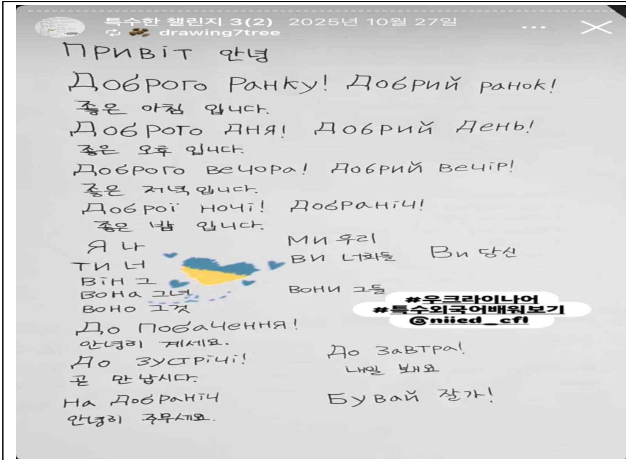 특수한 챌린지 3(2) 2025년 10월 27일
drawing7tree
Привіт 안녕
Доброго ранку! Добрий ранок!
좋은 아침 입니다.
Доброго дня! Добрий день!
좋은 오후 입니다.
Доброго вечора! Добрий вечір!
좋은 저녁입니다.
Доброї ночі! Добраніч!
좋은 밤 입니다.
Я 나 Ми 우리
ти 너 Ви 너희들 Ви 당신
Він 그
Вона 그녀 Вони 그들
Воно 그것
#우크라이나어
#특수외국어배워보기
@niied_cfl
До побачення!
안녕히 계세요.
До зустрічі! До завтра!
곧 만납시다. 내일 봬요
На добраніч Бувай 잘가!
안녕히 주무세요.